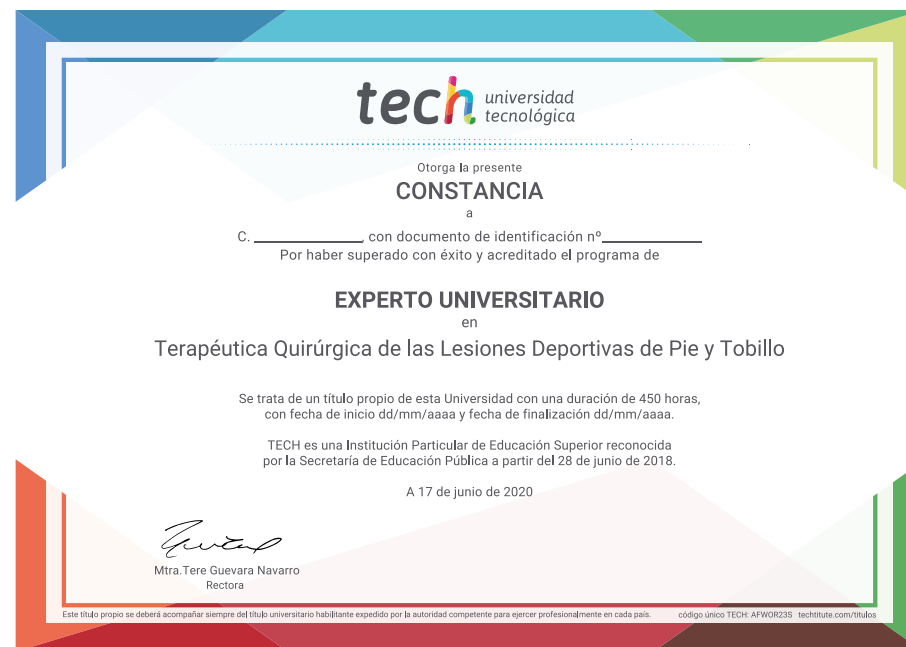 tech universidad
tecnológica
Otorga la presente
CONSTANCIA
a
C. ____________, con documento de identificación nº____________
Por haber superado con éxito y acreditado el programa de
EXPERTO UNIVERSITARIO
en
Terapéutica Quirúrgica de las Lesiones Deportivas de Pie y Tobillo
Se trata de un título propio de esta Universidad con una duración de 450 horas,
con fecha de inicio dd/mm/aaaa y fecha de finalización dd/mm/aaaa.
TECH es una Institución Particular de Educación Superior reconocida
por la Secretaría de Educación Pública a partir del 28 de junio de 2018.
A 17 de junio de 2020
Mtra.Tere Guevara Navarro
Rectora
Este título propio se deberá acompañar siempre del título universitario habilitante expedido por la autoridad competente para ejercer profesionalmente en cada país. código único TECH: AFWOR23S techtitute.com/titulos